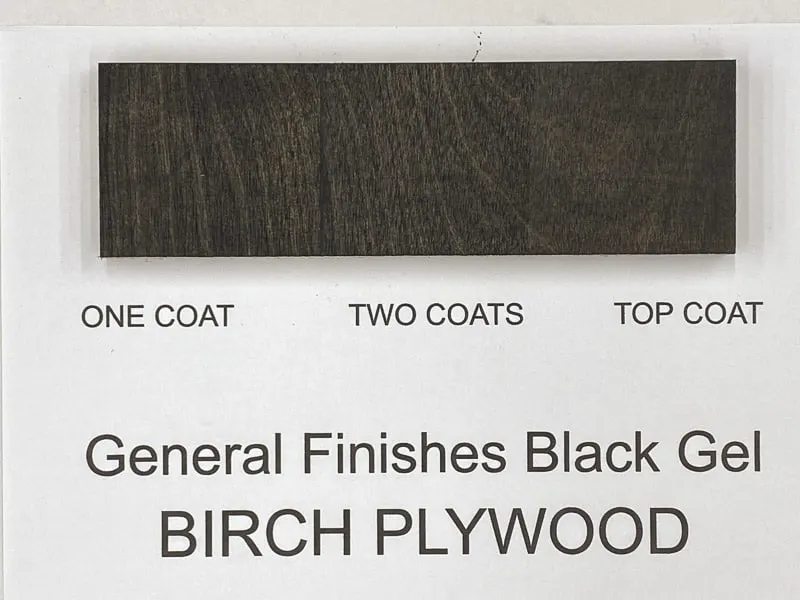 ONE COAT TWO COATS TOP COAT
General Finishes Black Gel
BIRCH PLYWOOD